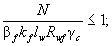 N / (β_f k_f l_w R_wf γ_c) ≤ 1;